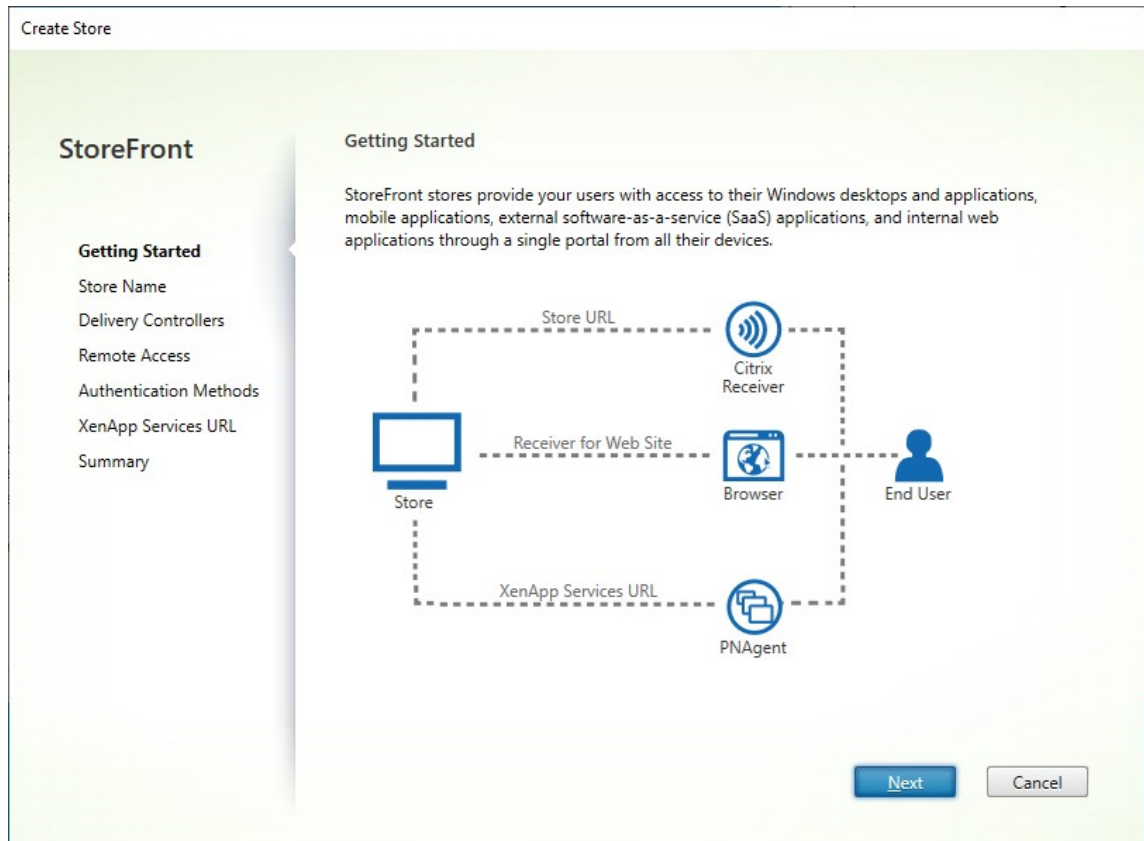 Create Store
StoreFront
Getting Started
Store Name
Delivery Controllers
Remote Access
Authentication Methods
XenApp Services URL
Summary
Getting Started
StoreFront stores provide your users with access to their Windows desktops and applications,
mobile applications, external software-as-a-service (SaaS) applications, and internal web
applications through a single portal from all their devices.
Store URL
Citrix
Receiver
Receiver for Web Site
Store
Browser
End User
XenApp Services URL
PNAgent
Next
Cancel